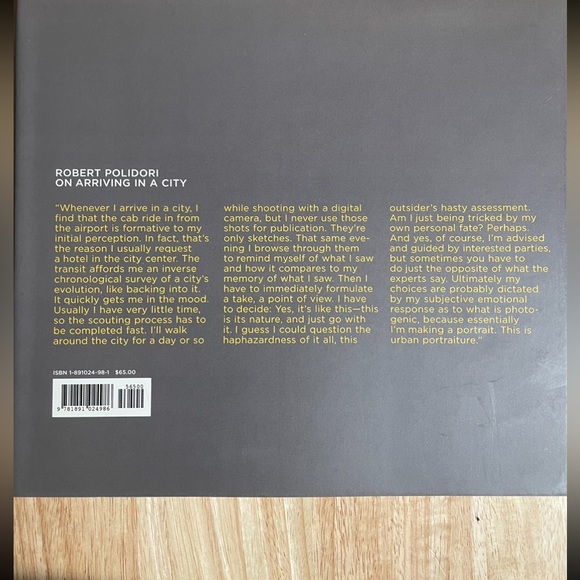 ROBERT POLIDORI
ON ARRIVING IN A CITY
“Whenever I arrive in a city, I
find that the cab ride in from
the airport is formative to my
initial perception. In fact, that’s
the reason I usually request
a hotel in the city center. The
transit affords me an inverse
chronological survey of a city’s
evolution, like backing into it.
It quickly gets me in the mood.
Usually I have very little time,
so the scouting process has to
be completed fast. I’ll walk
around the city for a day or so
while shooting with a digital
camera, but I never use those
shots for publication. They’re
only sketches. That same eve-
ning I browse through them
to remind myself of what I saw
and how it compares to my
memory of what I saw. Then I
have to immediately formulate
a take, a point of view. I have
to decide: Yes, it’s like this—this
is its nature, and just go with
it. I guess I could question the
haphazardness of it all, this
outsider’s hasty assessment.
Am I just being tricked by my
own personal fate? Perhaps.
And yes, of course, I’m advised
and guided by interested parties,
but sometimes you have to
do just the opposite of what the
experts say. Ultimately my
choices are probably dictated
by my subjective emotional
response as to what is photo-
genic, because essentially
I’m making a portrait. This is
urban portraiture.”
ISBN 1-891024-98-1 $65.00
56500
9 781891 024986